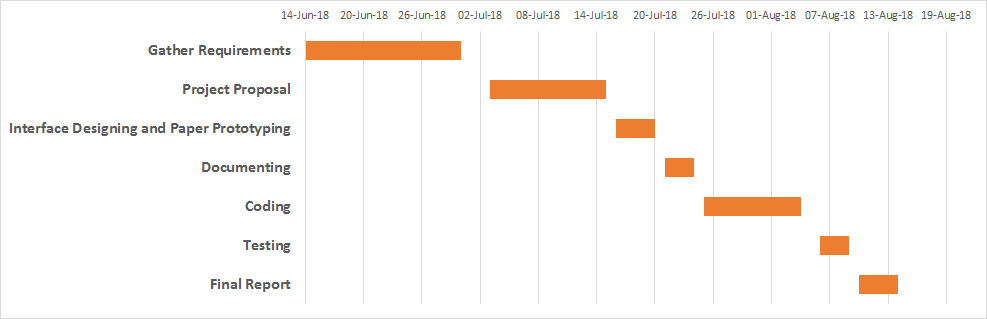 14-Jun-18 20-Jun-18 26-Jun-18 02-Jul-18 08-Jul-18 14-Jul-18 20-Jul-18 26-Jul-18 01-Aug-18 07-Aug-18 13-Aug-18 19-Aug-18
Gather Requirements
Project Proposal
Interface Designing and Paper Prototyping
Documenting
Coding
Testing
Final Report